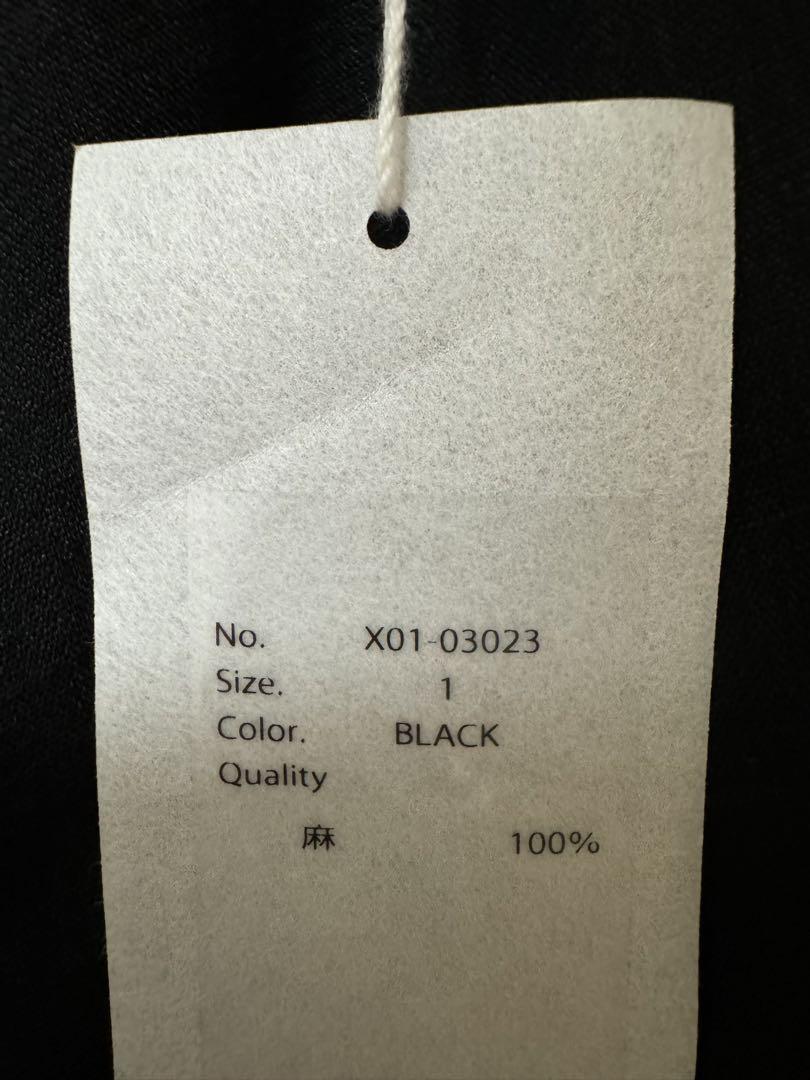 No. X01-03023
Size. 1
Color. BLACK
Quality
麻 100%